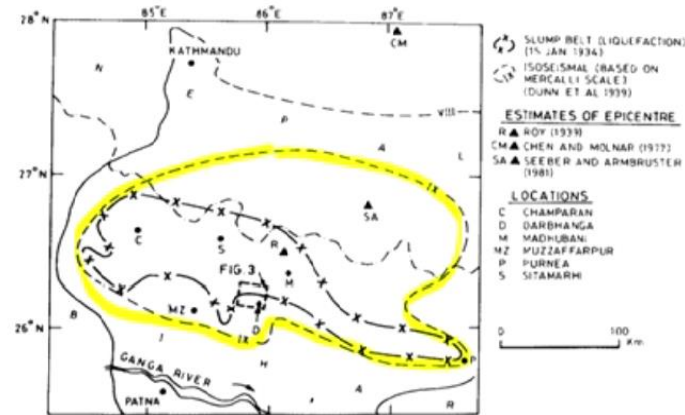 28°N
85°E
86°E
87°E
CM
KATHMANDU
N
E
P
A
L
VIII
27°N
IX
SA
C
S
R
M
FIG. 3
MZ
D
26°N
IX
P
B
I
H
A
R
GANGA RIVER
PATNA
SLUMP BELT (LIQUEFACTION)
(15 JAN. 1934)
ISOSEISMAL (BASED ON
MERCALLI SCALE)
(DUNN ET AL 1939)
ESTIMATES OF EPICENTRE
R ▲ ROY (1939)
CM ▲ CHEN AND MOLNAR (1977)
SA ▲ SEEBER AND ARMBRUSTER
(1981)
LOCATIONS
C CHAMPARAN
D DARBHANGA
M MADHUBANI
MZ MUZZAFFARPUR
P PURNEA
S SITAMARHI
0 100
Km.